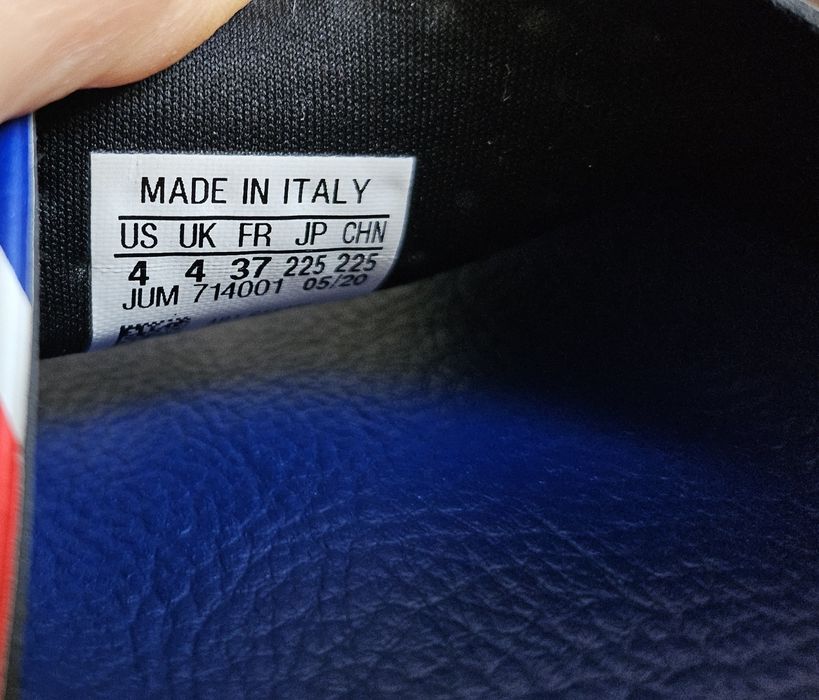 MADE IN ITALY
US UK FR JP CHN
4 4 37 225 225
JUM 714001 05/20